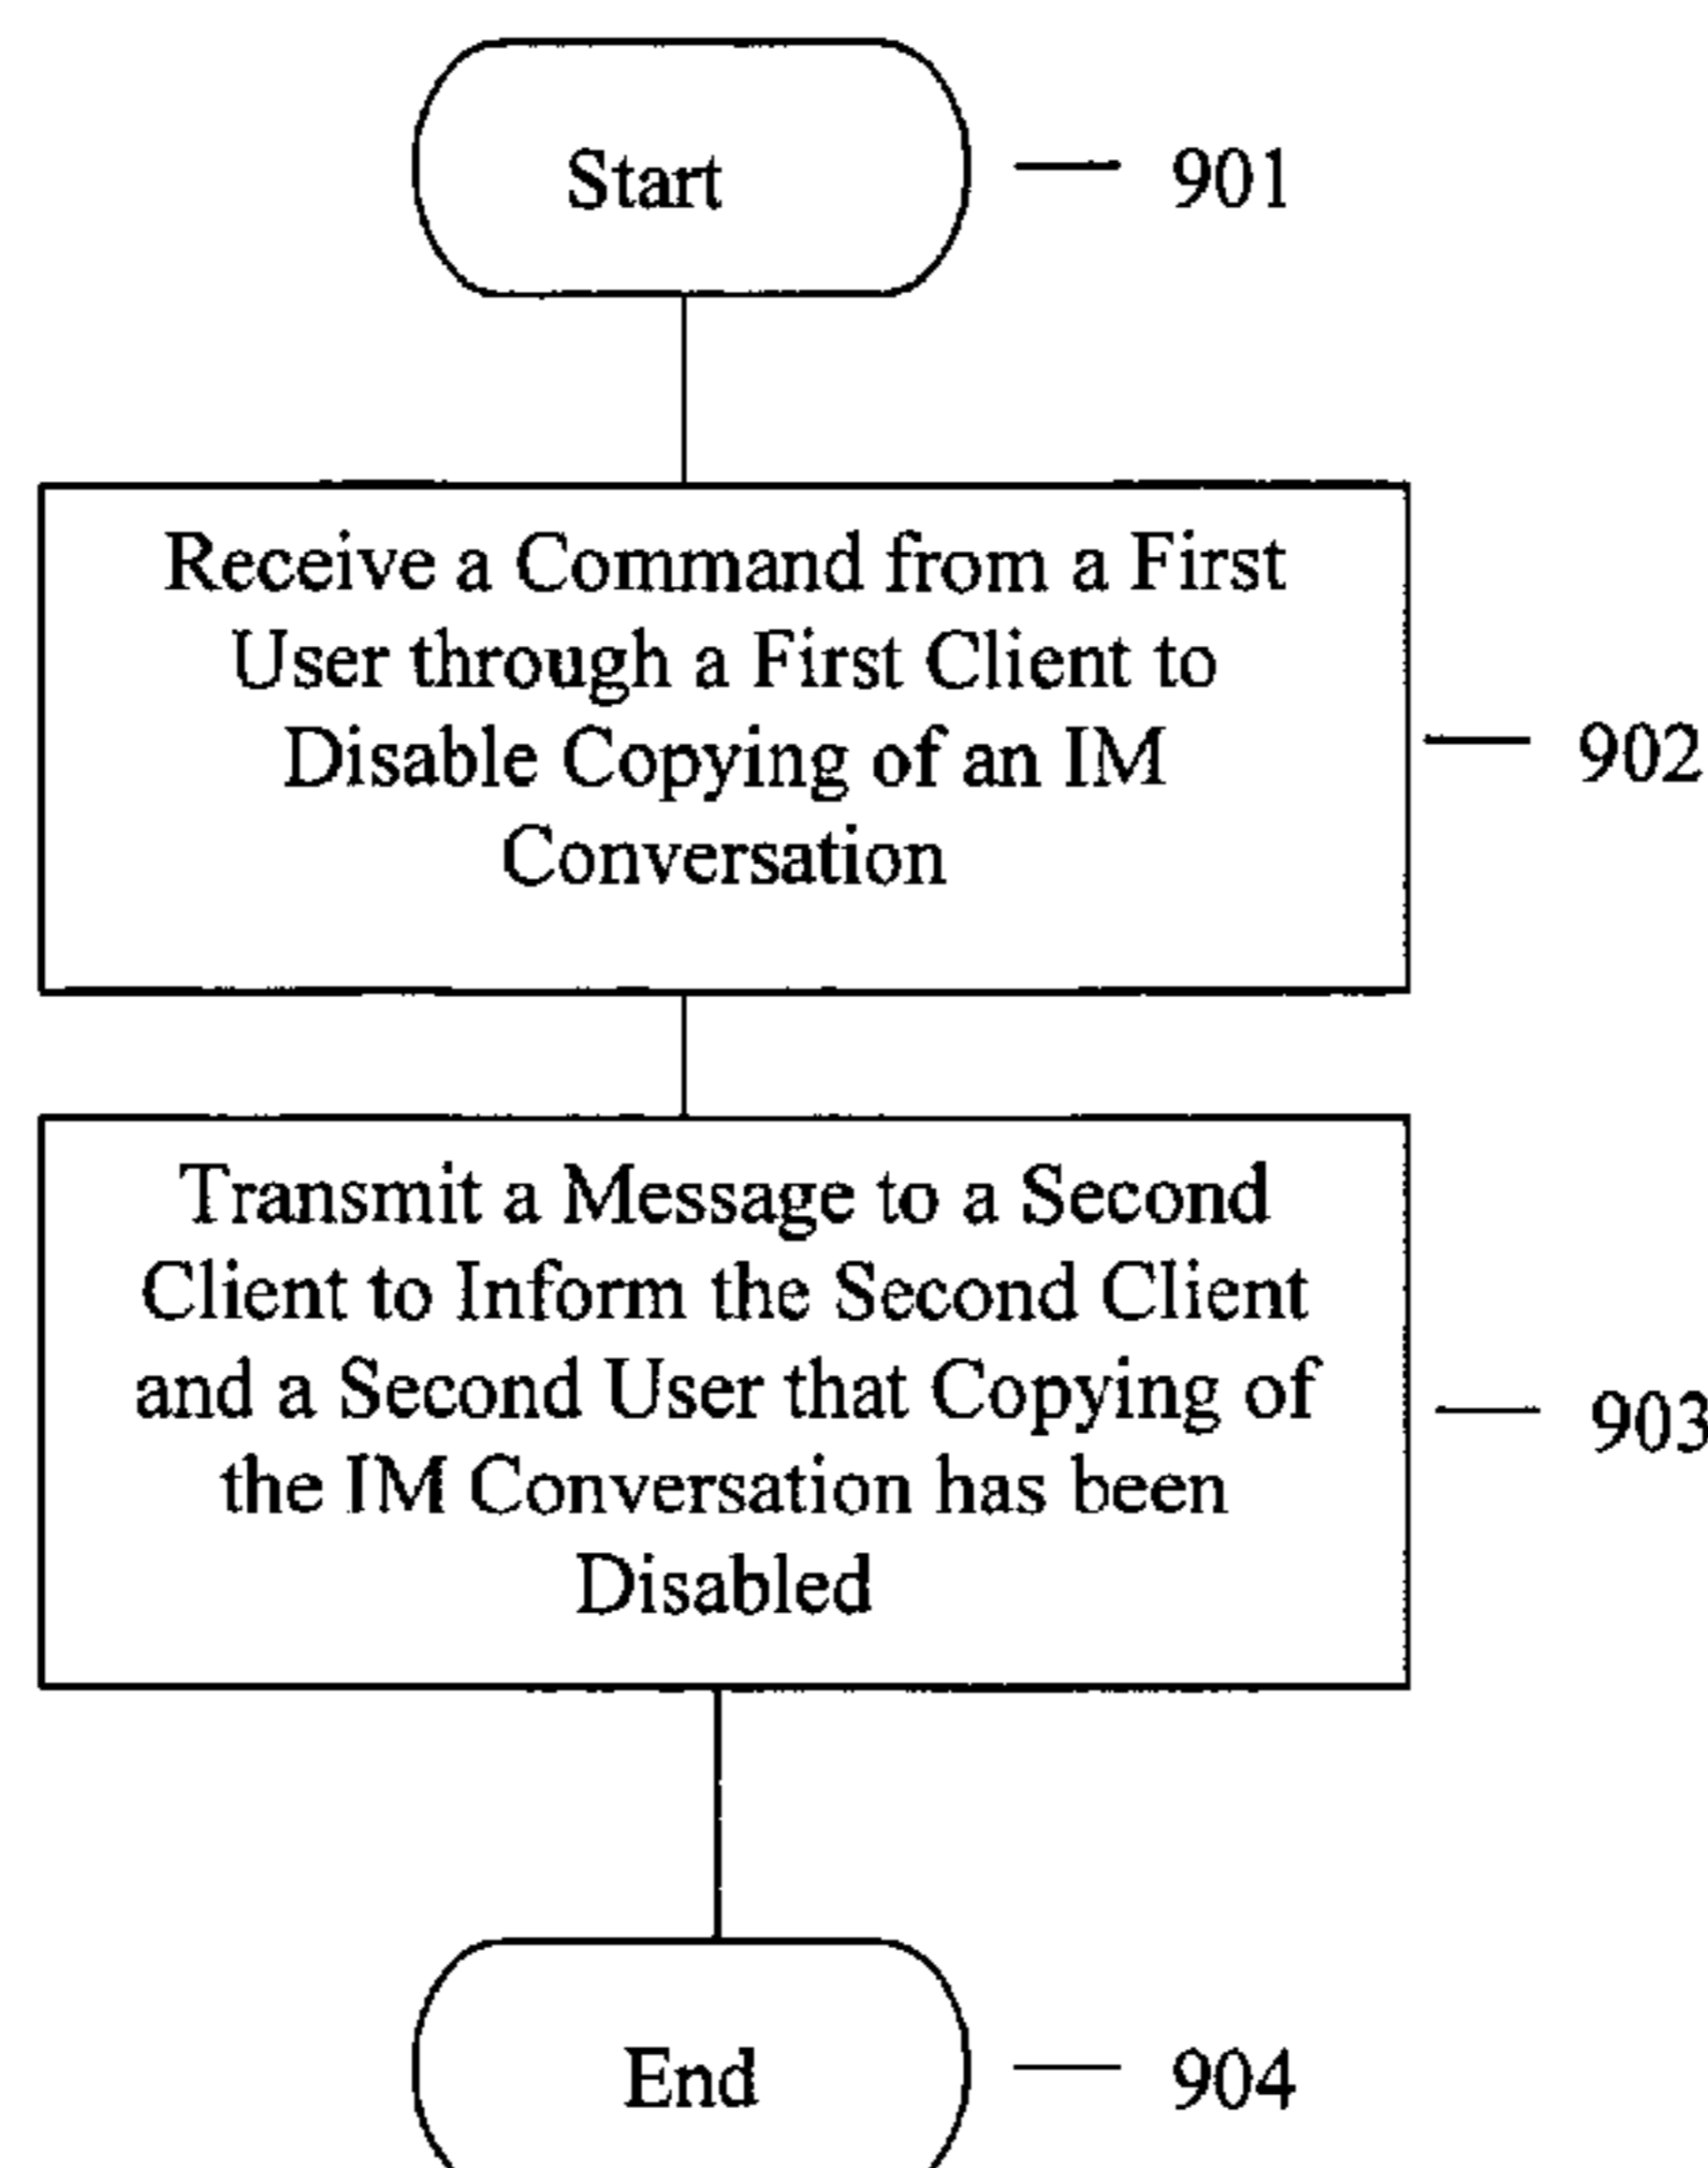 Start
901
Receive a Command from a First
User through a First Client to
Disable Copying of an IM
Conversation
902
Transmit a Message to a Second
Client to Inform the Second Client
and a Second User that Copying of
the IM Conversation has been
Disabled
903
End
904